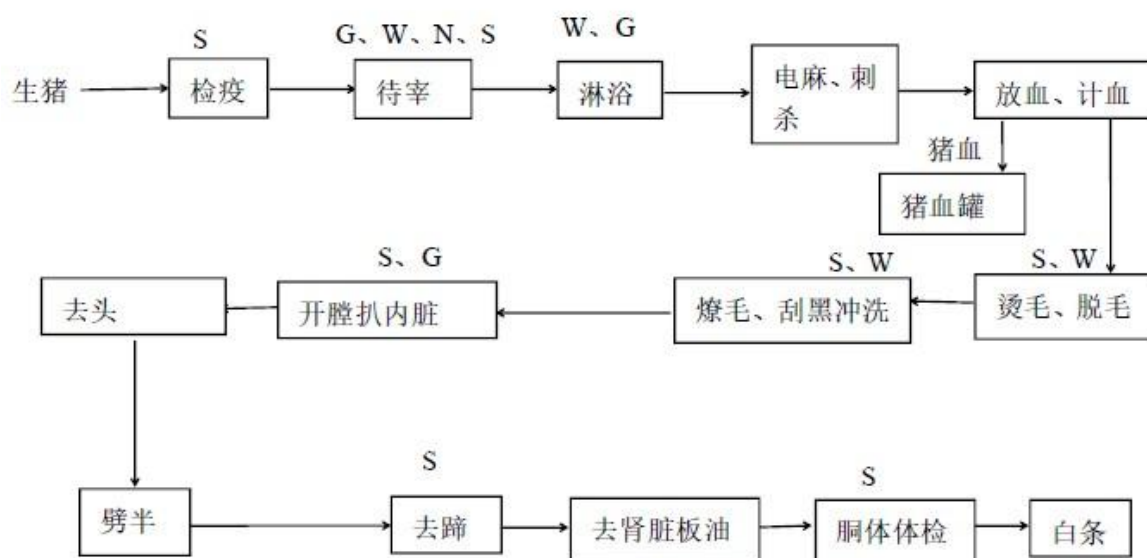 S
G、W、N、S
W、G
生猪
检疫
待宰
淋浴
电麻、刺
杀
放血、计血
猪血
猪血罐
S、G
S、W
S、W
去头
开膛扒内脏
燎毛、刮黑冲洗
烫毛、脱毛
S
S
劈半
去蹄
去肾脏板油
胴体体检
白条